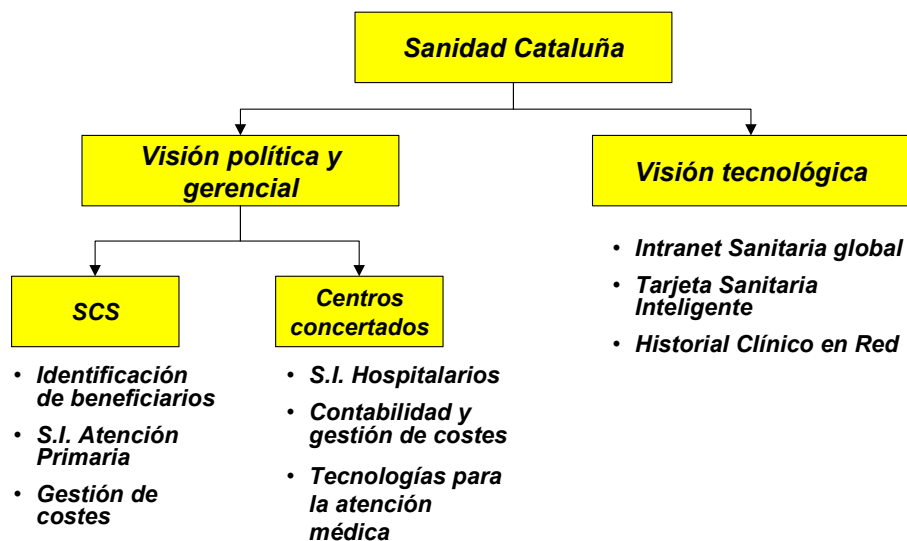 Sanidad Cataluña
Visión política y
gerencial
Visión tecnológica
• Intranet Sanitaria global
• Tarjeta Sanitaria
Inteligente
• Historial Clínico en Red
SCS
• Identificación
de beneficiarios
• S.I. Atención
Primaria
• Gestión de
costes
Centros
concertados
• S.I. Hospitalarios
• Contabilidad y
gestión de costes
• Tecnologías para
la atención
médica